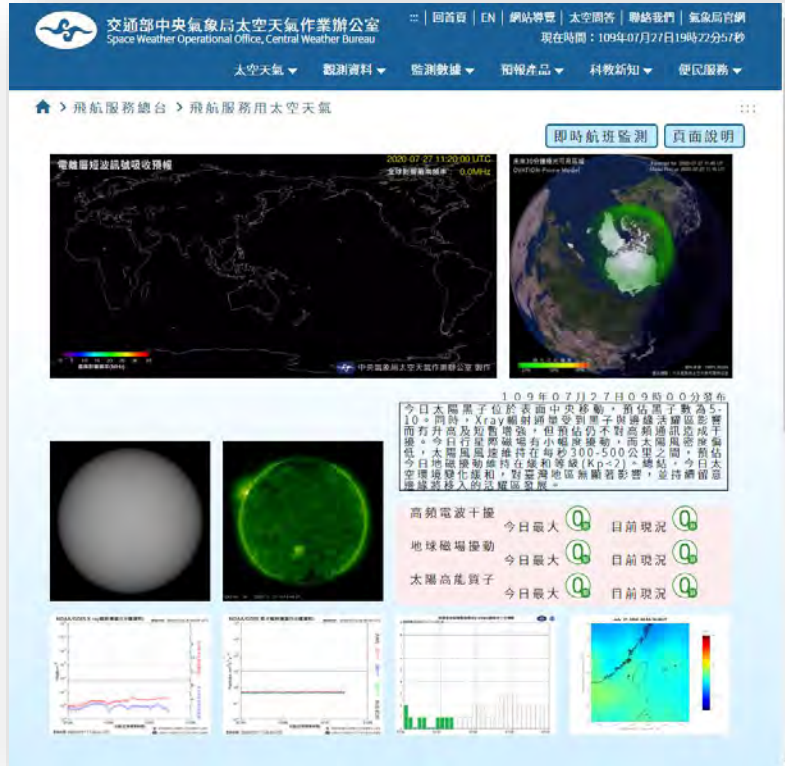 交通部中央氣象局太空天氣作業辦公室
Space Weather Operational Office, Central Weather Bureau
::: | 回首頁 | EN | 網站導覽 | 太空問答 | 聯絡我們 | 氣象局官網
現在時間：109年07月27日19時22分57秒
太空天氣 觀測資料 監測數據 預報產品 科教新知 便民服務
飛航服務總台 飛航服務用太空天氣
:::
即時航班監測 頁面說明
電離層短波訊號吸收預報
2020-07-27 11:20:00 UTC
0.0MHz
OVATION-Prime Model
中央氣象局太空天氣作業辦公室 製作
109年07月27日09時00分發布
今日太陽黑子位於表面中央移動，預估黑子數為5-
10。同時，Xray輻射通量受到黑子與邊緣活躍區影響
而有升高及短暫增強，但預估仍不對高頻通訊造成干
擾。今日行星際磁場有小幅度擾動，而太陽風密度偏
低，太陽風風速維持在每秒300-500公里之間，預估
今日地磁擾動維持在緩和等級(Kp<2)。總結，今日太
空環境變化緩和，對臺灣地區無顯著影響，並持續留意
邊緣將移入的活躍區發展。
高頻電波干擾
今日最大 0 目前現況 0
地球磁場擾動
今日最大 0 目前現況 0
太陽高能質子
今日最大 0 目前現況 0